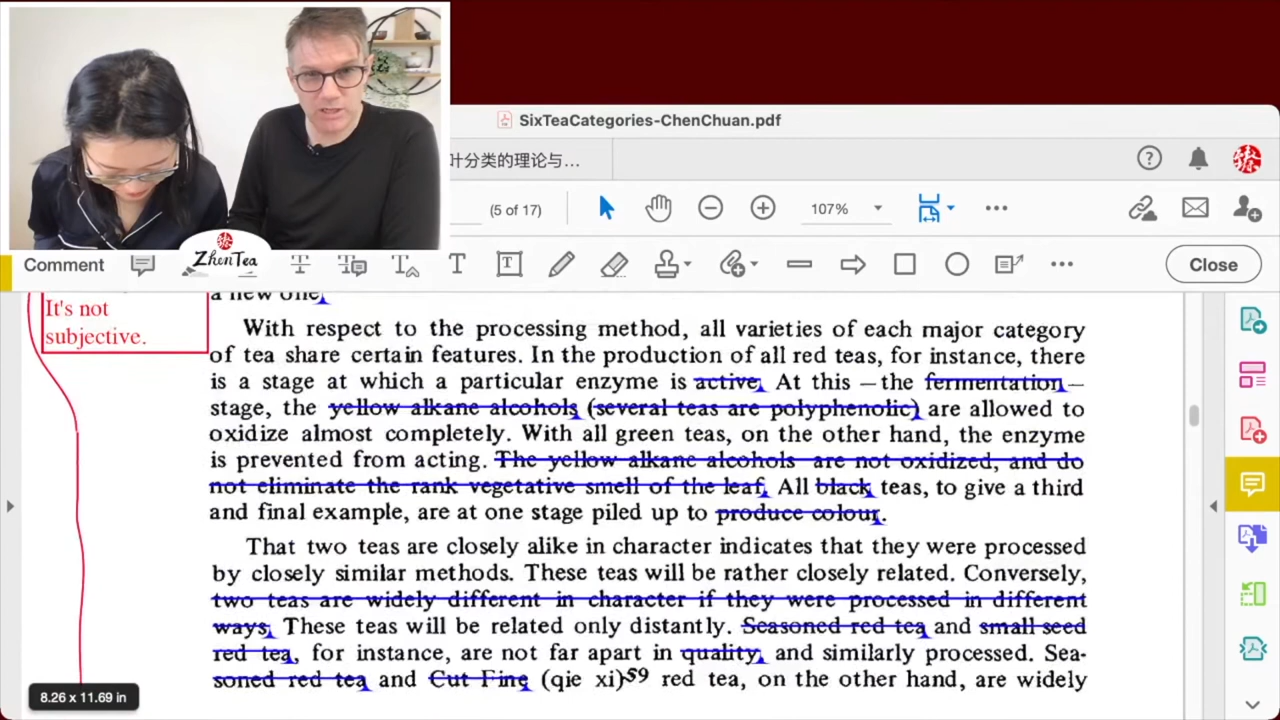 SixTeaCategories-ChenChuan.pdf
叶分类的理论与...
(5 of 17)
107%
ZhenTea
Comment
T
Close
a new one
It's not
subjective.
With respect to the processing method, all varieties of each major category
of tea share certain features. In the production of all red teas, for instance, there
is a stage at which a particular enzyme is active. At this —the fermentation—
stage, the yellow alkane alcohols (several teas are polyphenolic) are allowed to
oxidize almost completely. With all green teas, on the other hand, the enzyme
is prevented from acting. The yellow alkane alcohols are not oxidized, and do
not eliminate the rank vegetative smell of the leaf. All black teas, to give a third
and final example, are at one stage piled up to produce colour.
That two teas are closely alike in character indicates that they were processed
by closely similar methods. These teas will be rather closely related. Conversely,
two teas are widely different in character if they were processed in different
ways. These teas will be related only distantly. Seasoned red tea and small seed
red tea, for instance, are not far apart in quality, and similarly processed. Sea-
soned red tea and Cut Fine (qie xi)59 red tea, on the other hand, are widely
8.26 x 11.69 in